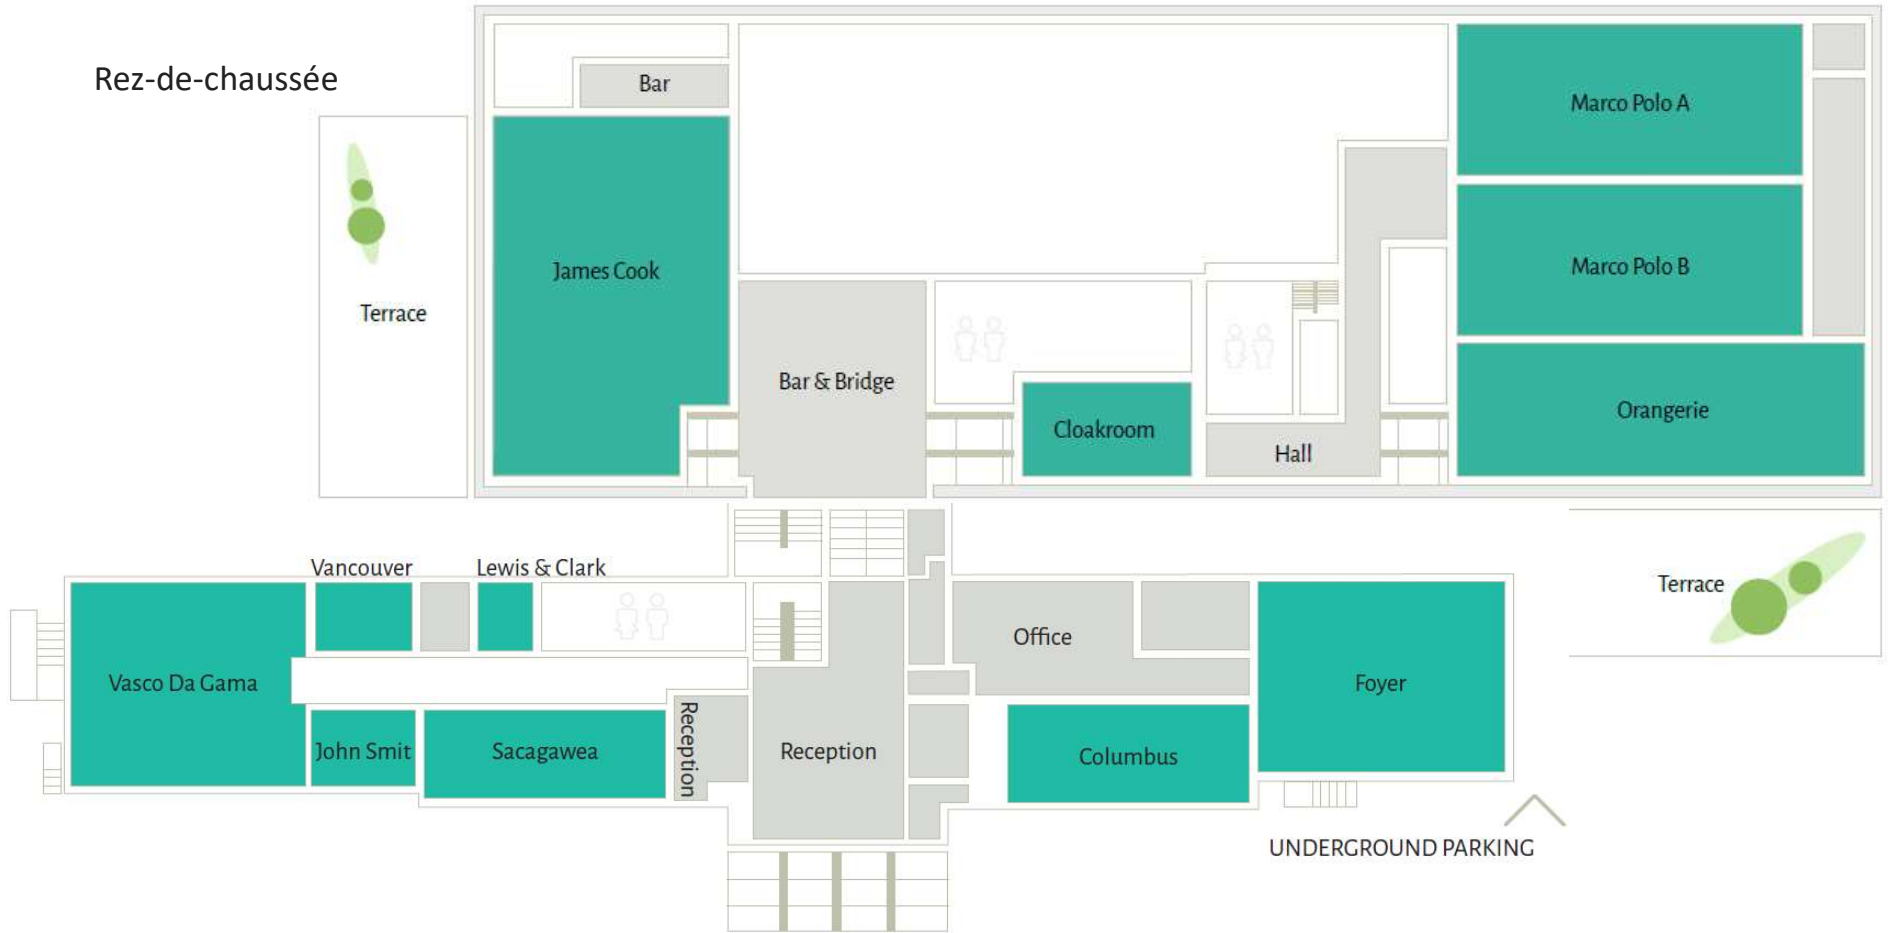 Rez-de-chaussée
Bar
Marco Polo A
James Cook
Marco Polo B
Terrace
Bar & Bridge
Orangerie
Cloakroom
Hall
Vancouver
Lewis & Clark
Terrace
Office
Vasco Da Gama
Foyer
John Smit
Sacagawea
Reception
Reception
Columbus
UNDERGROUND PARKING